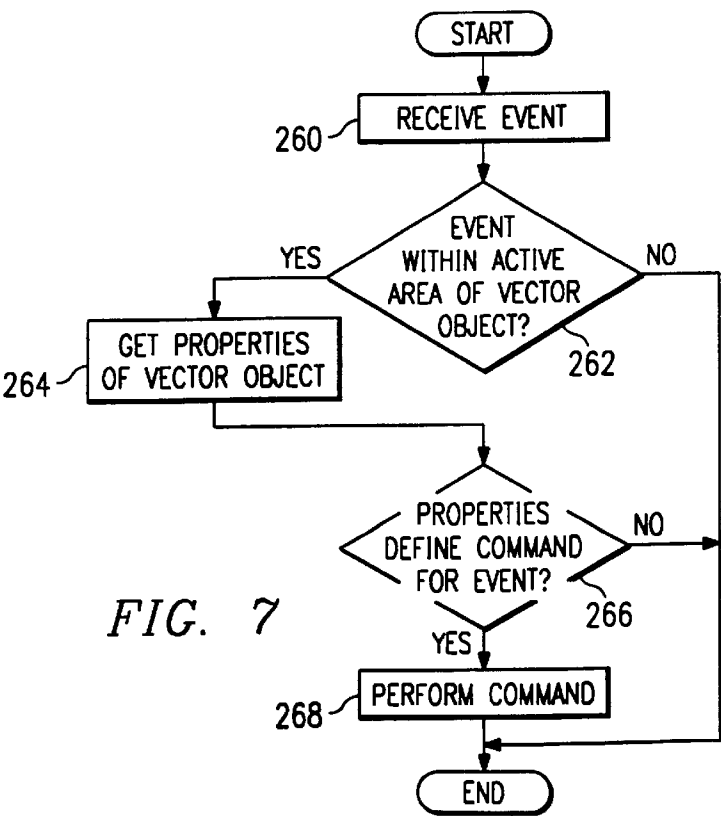 START
260
RECEIVE EVENT
EVENT
WITHIN ACTIVE
AREA OF VECTOR
OBJECT?
YES
NO
262
264
GET PROPERTIES
OF VECTOR OBJECT
PROPERTIES
DEFINE COMMAND
FOR EVENT?
NO
266
YES
FIG. 7
268
PERFORM COMMAND
END